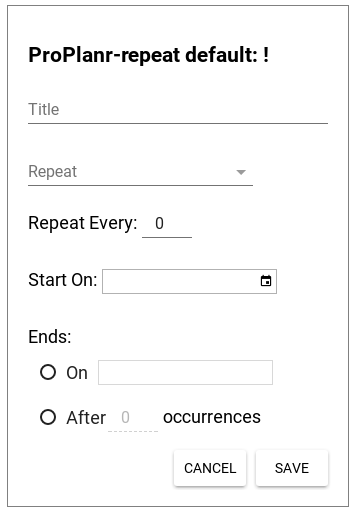 ProPlanr-repeat default: !
Title
Repeat
Repeat Every: 0
Start On:
Ends:
On
After 0 occurrences
CANCEL SAVE